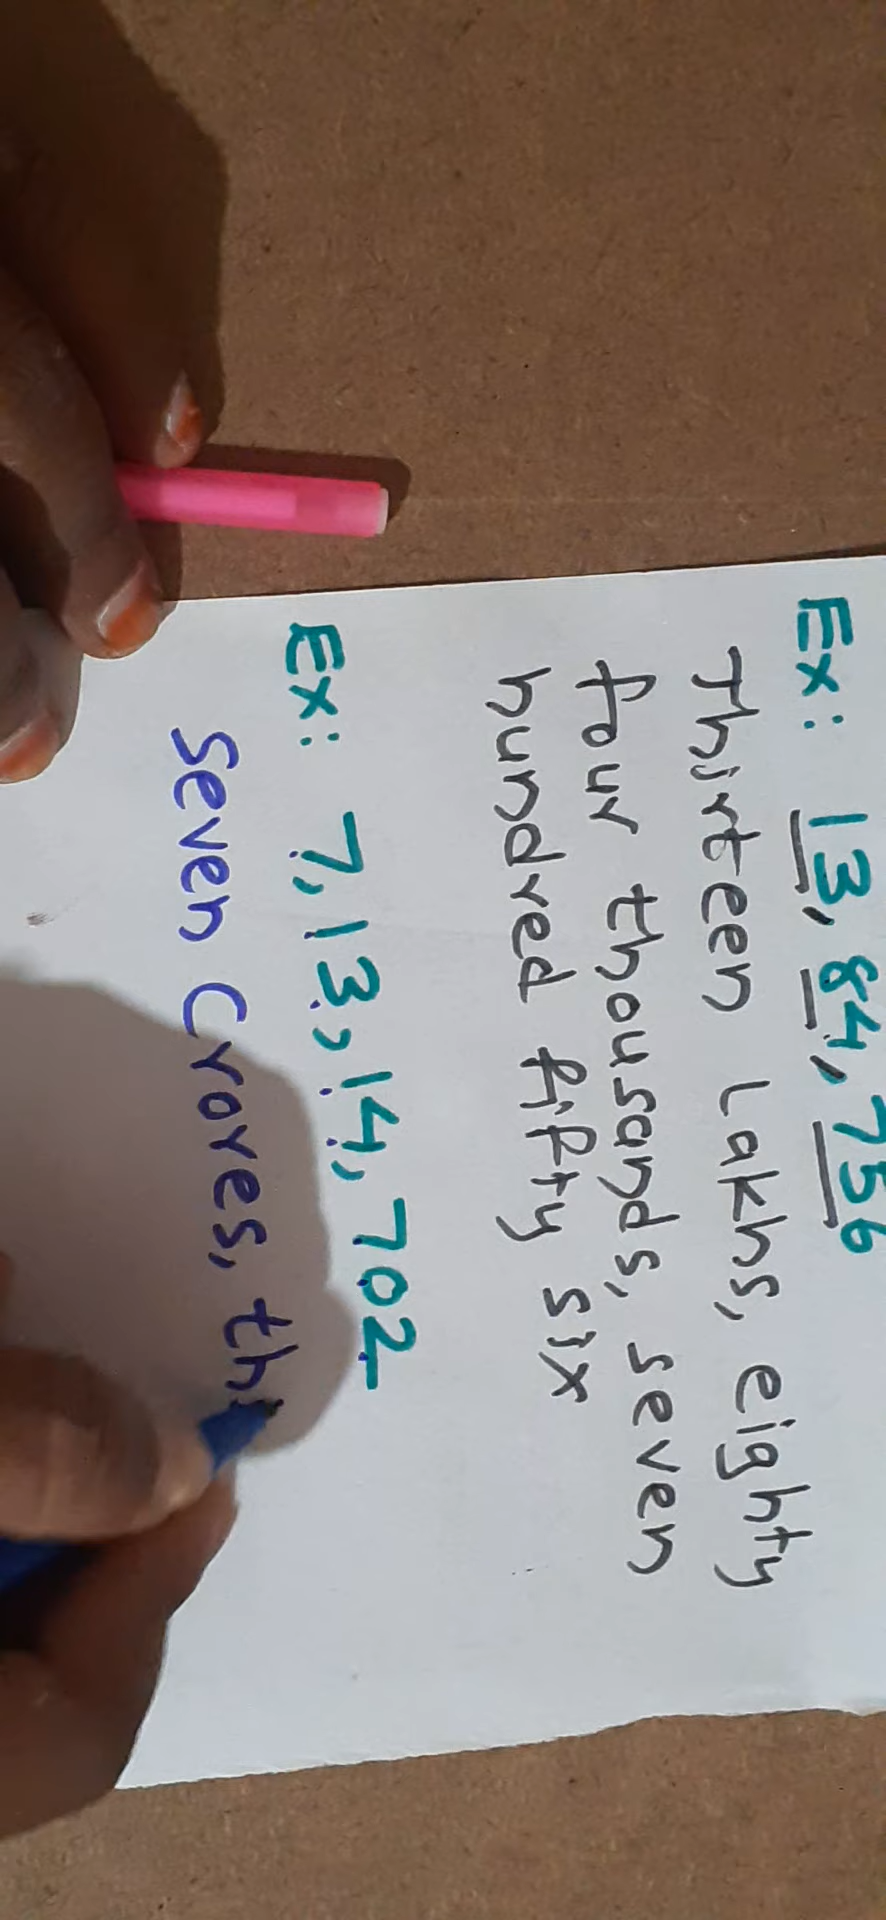 Ex: 13, 84, 756
Thirteen Lakhs, eighty
four thousands, seven
hundred fifty six
Ex: 7,13,14,702
Seven Crores, thi